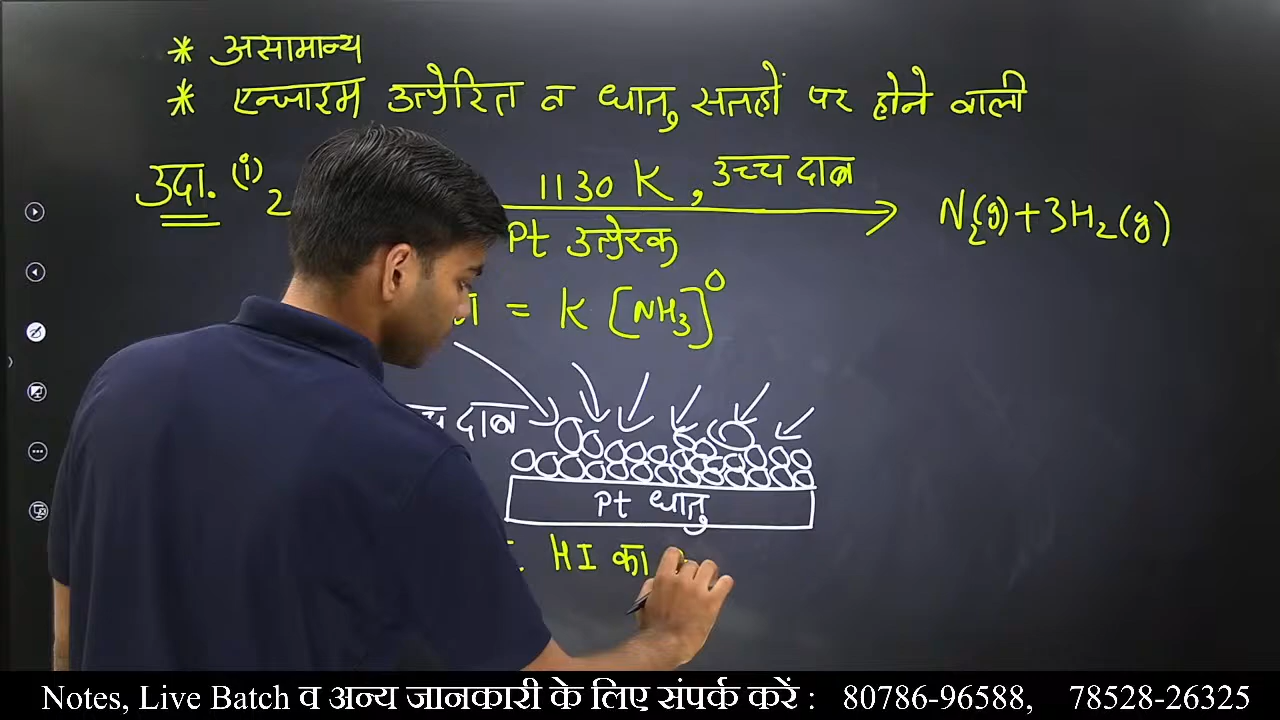 * असामान्य
* एन्जाइम उत्प्रेरित व धातु सतहों पर होने वाली
उदा. (i) 2 1130 K, उच्च दाब N₂(g) + 3H₂(g)
Pt उत्प्रेरक
= K [NH₃]⁰
दाब
Pt धातु
: HI का
Notes, Live Batch व अन्य जानकारी के लिए संपर्क करें : 80786-96588, 78528-26325